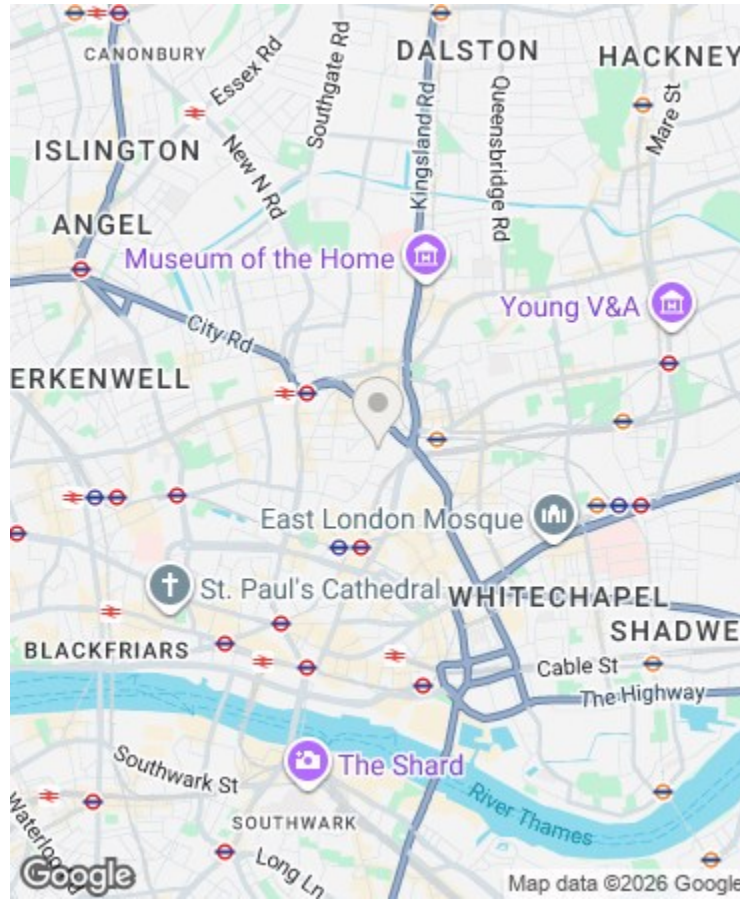 CANONBURY
Essex Rd
Southgate Rd
DALSTON
HACKNEY
Mare St
ISLINGTON
New N Rd
Kingsland Rd
Queensbridge Rd
ANGEL
Museum of the Home
Young V&A
City Rd
ERKENWELL
East London Mosque
St. Paul's Cathedral
WHITECHAPEL
SHADWE
BLACKFRIARS
Cable St
The Highway
Southwark St
The Shard
River Thames
SOUTHWARK
Long Ln
Google
Map data ©2026 Google